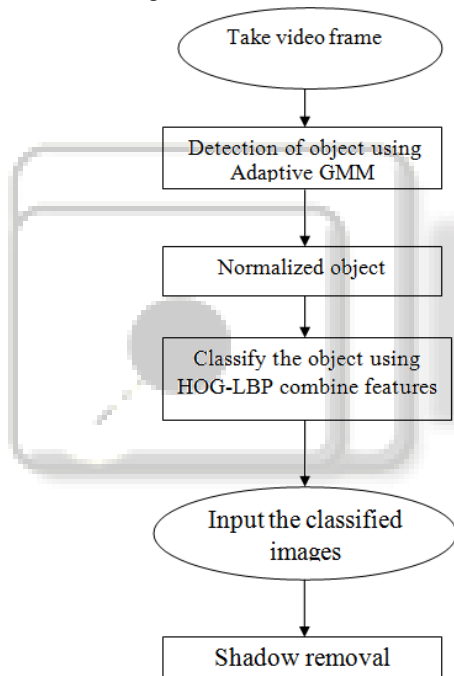 Take video frame
Detection of object using
Adaptive GMM
Normalized object
Classify the object using
HOG-LBP combine features
Input the classified
images
Shadow removal